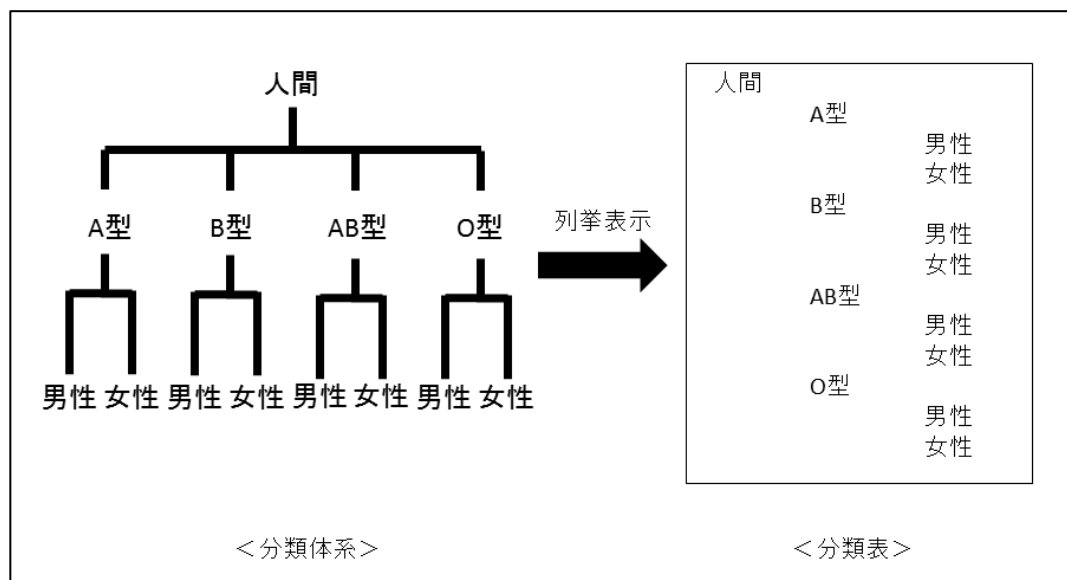 人間
A型 B型 AB型 O型
男性 女性 男性 女性 男性 女性 男性 女性
＜分類体系＞
列挙表示
人間
A型
男性
女性
B型
男性
女性
AB型
男性
女性
O型
男性
女性
＜分類表＞